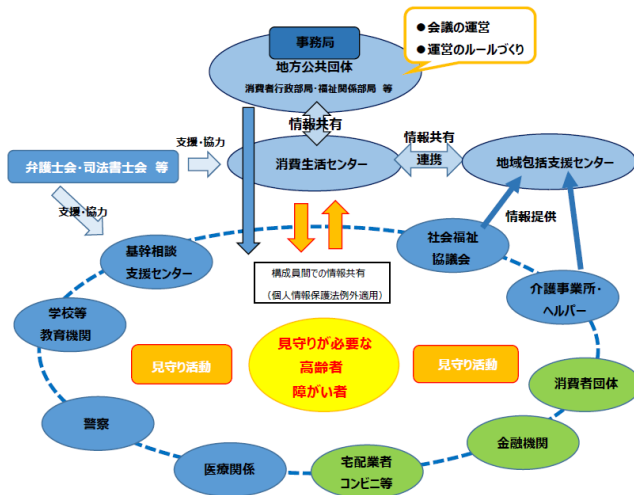 事務局
地方公共団体
消費者行政部局・福祉関係部局 等
●会議の運営
●運営のルールづくり
情報共有
支援・協力
弁護士会・司法書士会 等
消費生活センター
情報共有
連携
地域包括支援センター
支援・協力
情報提供
基幹相談
支援センター
社会福祉
協議会
構成員間での情報共有
（個人情報保護法例外適用）
介護事業所・
ヘルパー
学校等
教育機関
見守り活動
見守りが必要な
高齢者
障がい者
見守り活動
消費者団体
警察
金融機関
医療関係
宅配業者
コンビニ等